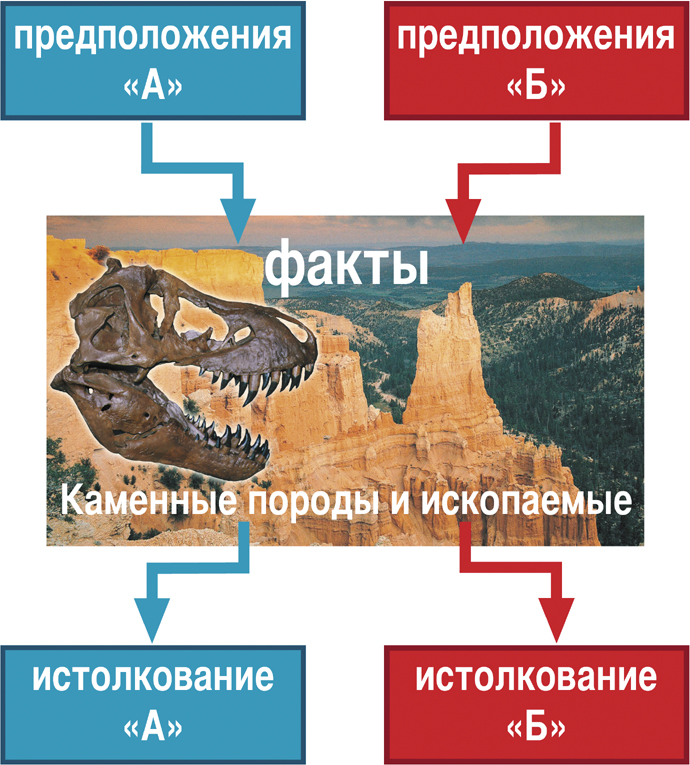 предположения
«А»
предположения
«Б»
факты
Каменные породы и ископаемые
истолкование
«А»
истолкование
«Б»